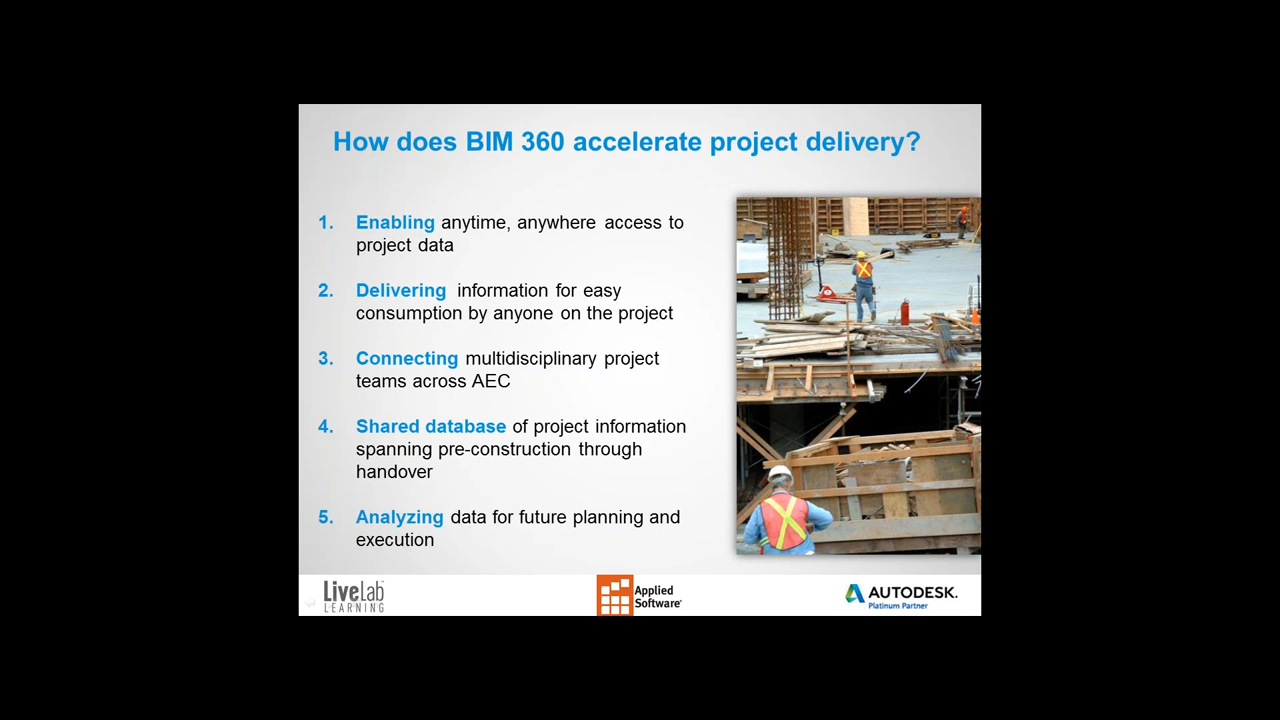 How does BIM 360 accelerate project delivery?
1. Enabling anytime, anywhere access to
project data
2. Delivering information for easy
consumption by anyone on the project
3. Connecting multidisciplinary project
teams across AEC
4. Shared database of project information
spanning pre-construction through
handover
5. Analyzing data for future planning and
execution
LiveLab
LEARNING
Applied
Software
AUTODESK.
Platinum Partner